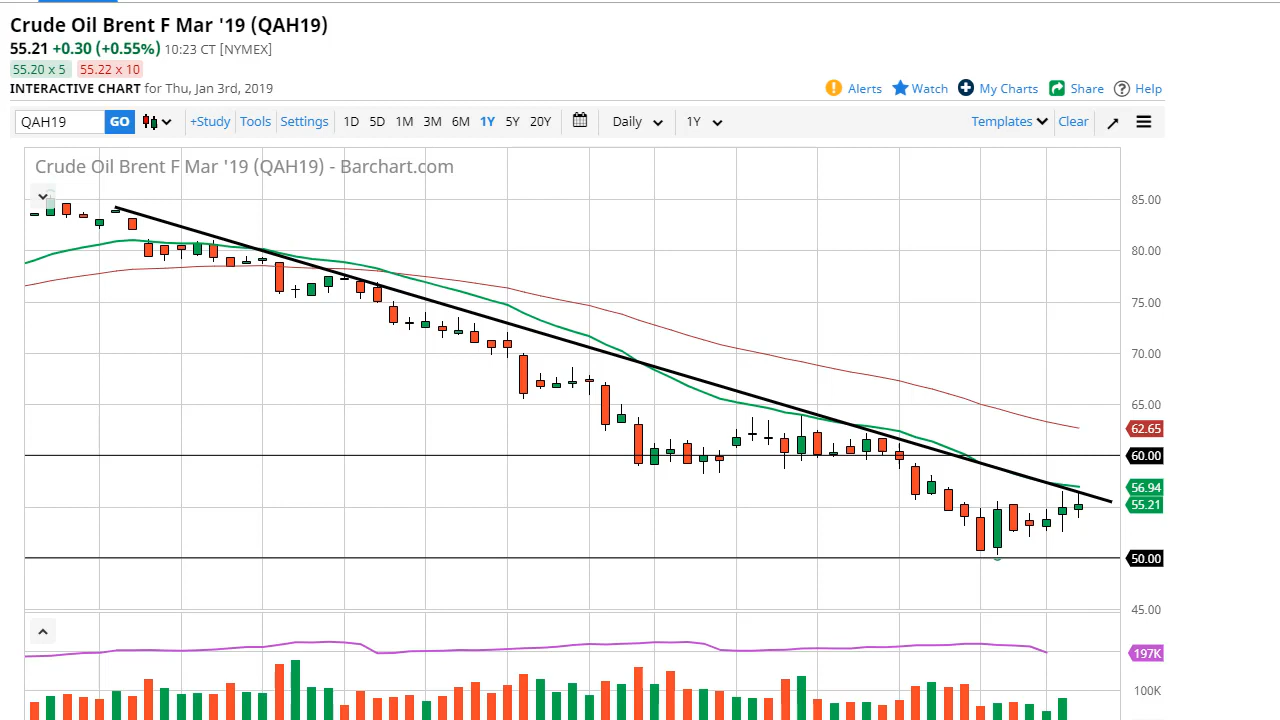 Crude Oil Brent F Mar '19 (QAH19)
55.21 +0.30 (+0.55%) 10:23 CT [NYMEX]
55.20 x 5 55.22 x 10
INTERACTIVE CHART for Thu, Jan 3rd, 2019
Alerts Watch My Charts Share Help
QAH19 GO +Study Tools Settings 1D 5D 1M 3M 6M 1Y 5Y 20Y Daily 1Y Templates Clear
Crude Oil Brent F Mar '19 (QAH19) - Barchart.com
85.00
80.00
75.00
70.00
65.00
62.65
60.00
56.94
55.21
50.00
45.00
197K
100K